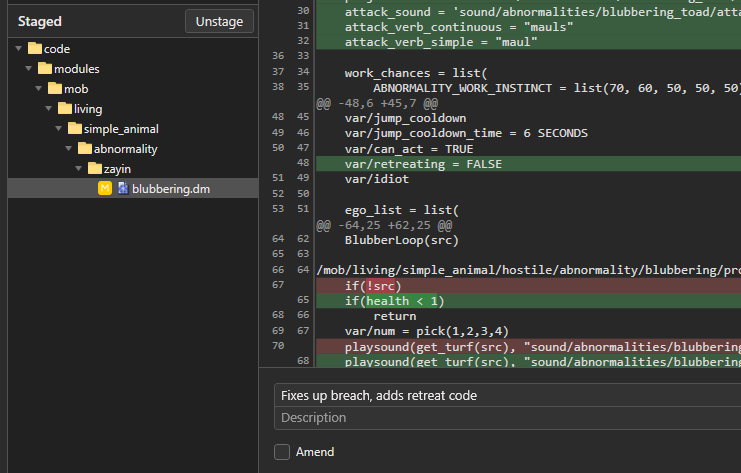 Staged
Unstage
code
modules
mob
living
simple_animal
abnormality
zayin
M blubbering.dm
30 attack_sound = 'sound/abnormalities/blubbering_toad/atta
31 attack_verb_continuous = "mauls"
32 attack_verb_simple = "maul"
36 33
37 34 work_chances = list(
38 35 ABNORMALITY_WORK_INSTINCT = list(70, 60, 50, 50, 50)
@@ -48,6 +45,7 @@
48 45 var/jump_cooldown
49 46 var/jump_cooldown_time = 6 SECONDS
50 47 var/can_act = TRUE
48 var/retreating = FALSE
51 49 var/idiot
52 50
53 51 ego_list = list(
@@ -64,25 +62,25 @@
64 62 BlubberLoop(src)
65 63
66 64 /mob/living/simple_animal/hostile/abnormality/blubbering/pro
67 if(!src)
65 if(health < 1)
68 66 return
69 67 var/num = pick(1,2,3,4)
70 playsound(get_turf(src), "sound/abnormalities/blubbering
68 playsound(get_turf(src), "sound/abnormalities/blubbering
Fixes up breach, adds retreat code
Description
Amend